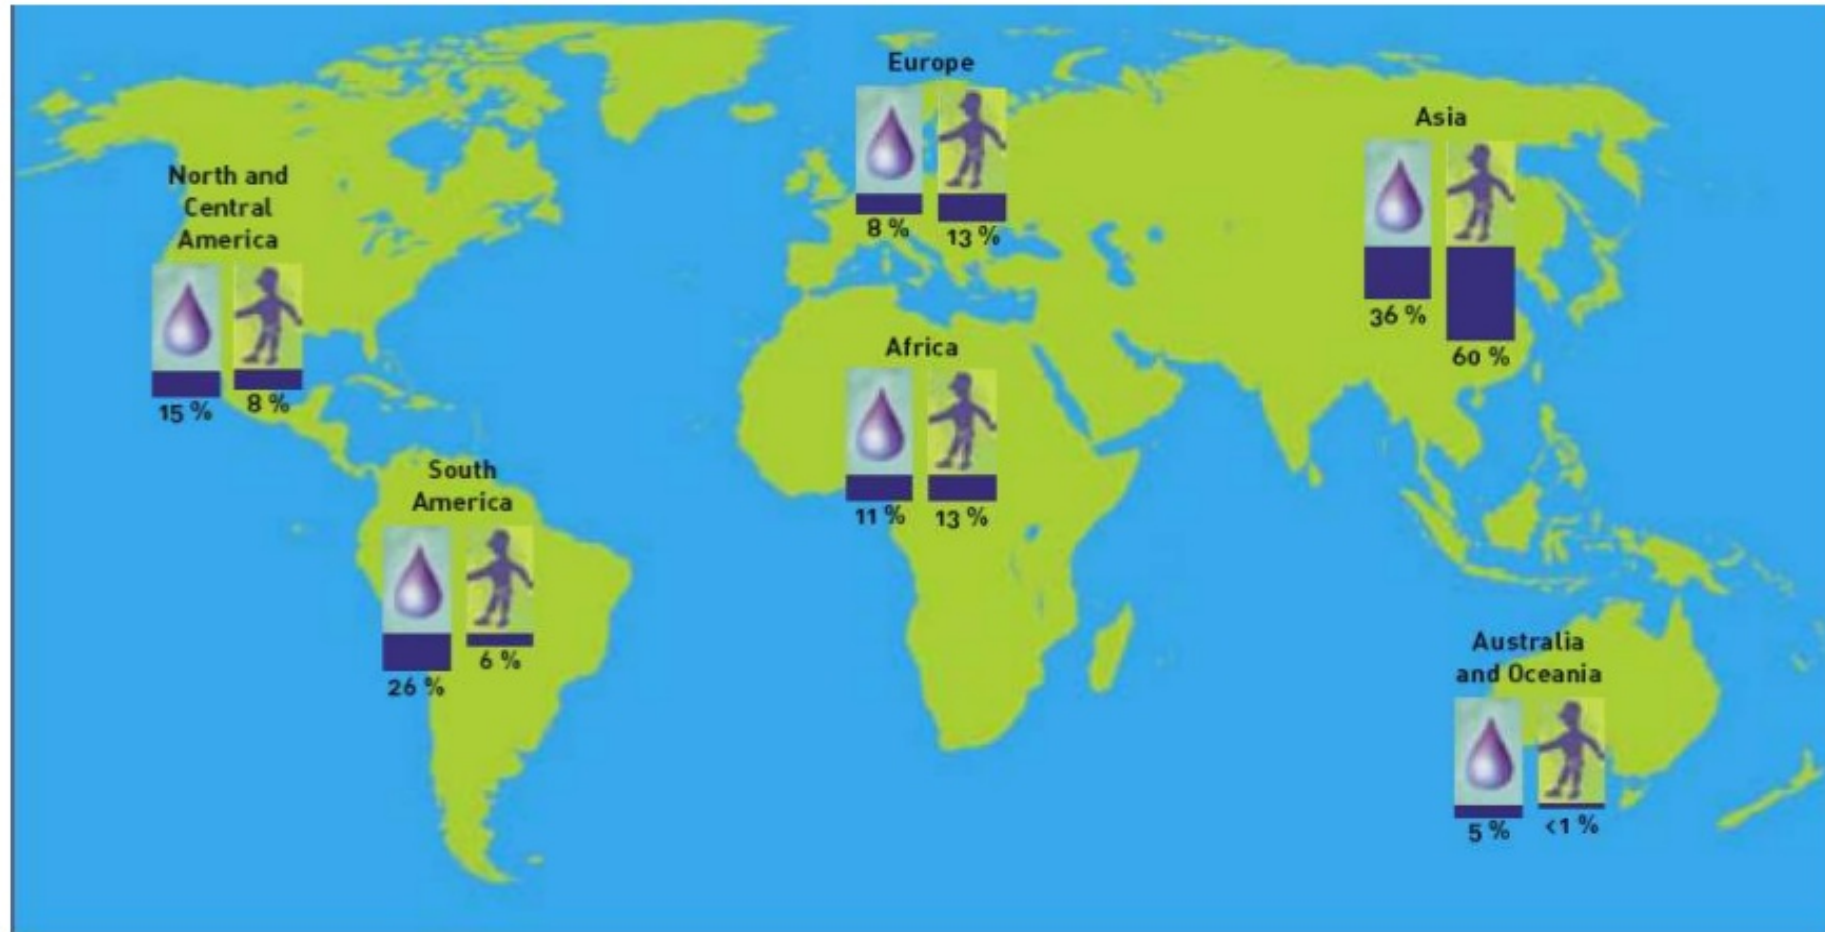 Europe
8 % 13 %
Asia
36 %
60 %
North and
Central
America
15 % 8 %
Africa
11 % 13 %
South
America
26 % 6 %
Australia
and Oceania
5 % <1 %